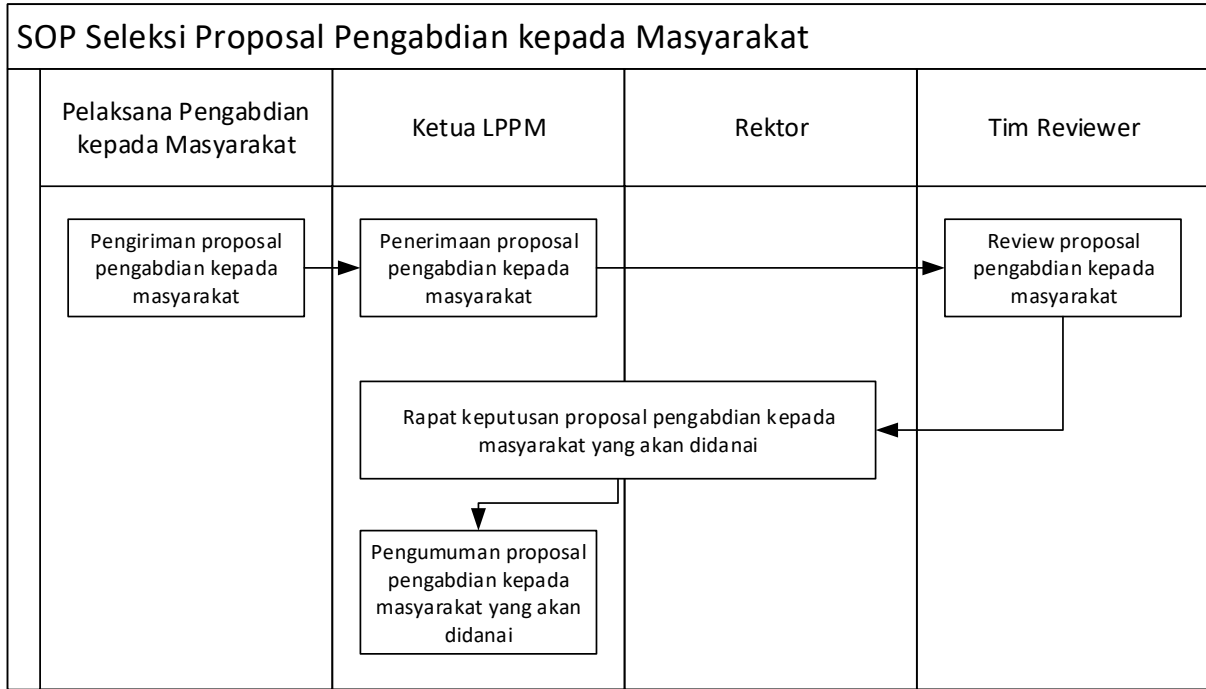 SOP Seleksi Proposal Pengabdian kepada Masyarakat
Pelaksana Pengabdian
kepada Masyarakat
Ketua LPPM
Rektor
Tim Reviewer
Pengiriman proposal
pengabdian kepada
masyarakat
Penerimaan proposal
pengabdian kepada
masyarakat
Review proposal
pengabdian kepada
masyarakat
Rapat keputusan proposal pengabdian kepada
masyarakat yang akan didanai
Pengumuman proposal
pengabdian kepada
masyarakat yang akan
didanai